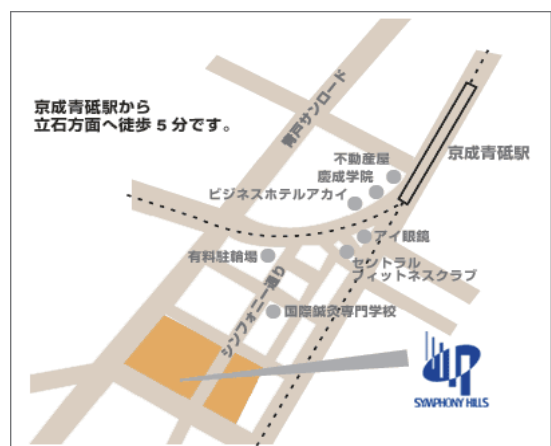 京成青砥駅から
立石方面へ徒歩5分です。
青戸サンロード
京成青砥駅
不動産屋
慶成学院
ビジネスホテルアカイ
アイ眼鏡
有料駐輪場
セントラル
フィットネスクラブ
シンフォニー通り
国際鍼灸専門学校
SYMPHONY HILLS